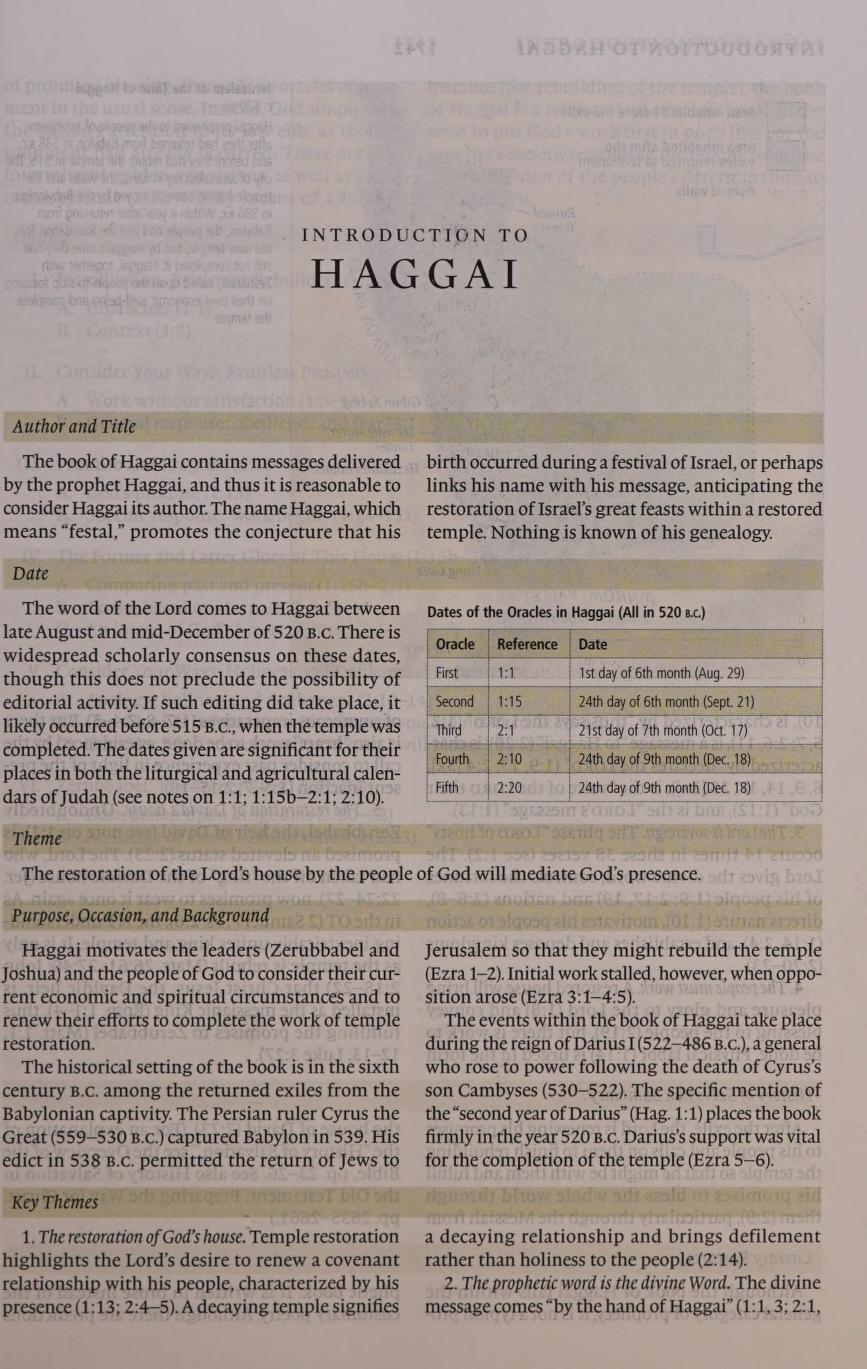 INTRODUCTION TO
HAGGAI
Author and Title
The book of Haggai contains messages delivered
by the prophet Haggai, and thus it is reasonable to
consider Haggai its author. The name Haggai, which
means “festal,” promotes the conjecture that his
birth occurred during a festival of Israel, or perhaps
links his name with his message, anticipating the
restoration of Israel’s great feasts within a restored
temple. Nothing is known of his genealogy.
Date
The word of the Lord comes to Haggai between
late August and mid-December of 520 B.C. There is
widespread scholarly consensus on these dates,
though this does not preclude the possibility of
editorial activity. If such editing did take place, it
likely occurred before 515 B.C., when the temple was
completed. The dates given are significant for their
places in both the liturgical and agricultural calen-
dars of Judah (see notes on 1:1; 1:15b–2:1; 2:10).
Dates of the Oracles in Haggai (All in 520 B.C.)
Oracle Reference Date
First 1:1 1st day of 6th month (Aug. 29)
Second 1:15 24th day of 6th month (Sept. 21)
Third 2:1 21st day of 7th month (Oct. 17)
Fourth 2:10 24th day of 9th month (Dec. 18)
Fifth 2:20 24th day of 9th month (Dec. 18)
Theme
The restoration of the Lord’s house by the people of God will mediate God’s presence.
Purpose, Occasion, and Background
Haggai motivates the leaders (Zerubbabel and
Joshua) and the people of God to consider their cur-
rent economic and spiritual circumstances and to
renew their efforts to complete the work of temple
restoration.
The historical setting of the book is in the sixth
century B.C. among the returned exiles from the
Babylonian captivity. The Persian ruler Cyrus the
Great (559–530 B.C.) captured Babylon in 539. His
edict in 538 B.C. permitted the return of Jews to
Jerusalem so that they might rebuild the temple
(Ezra 1–2). Initial work stalled, however, when oppo-
sition arose (Ezra 3:1–4:5).
The events within the book of Haggai take place
during the reign of Darius I (522–486 B.C.), a general
who rose to power following the death of Cyrus’s
son Cambyses (530–522). The specific mention of
the “second year of Darius” (Hag. 1:1) places the book
firmly in the year 520 B.C. Darius’s support was vital
for the completion of the temple (Ezra 5–6).
Key Themes
1. The restoration of God’s house. Temple restoration
highlights the Lord’s desire to renew a covenant
relationship with his people, characterized by his
presence (1:13; 2:4–5). A decaying temple signifies
a decaying relationship and brings defilement
rather than holiness to the people (2:14).
2. The prophetic word is the divine Word. The divine
message comes “by the hand of Haggai” (1:1, 3; 2:1,